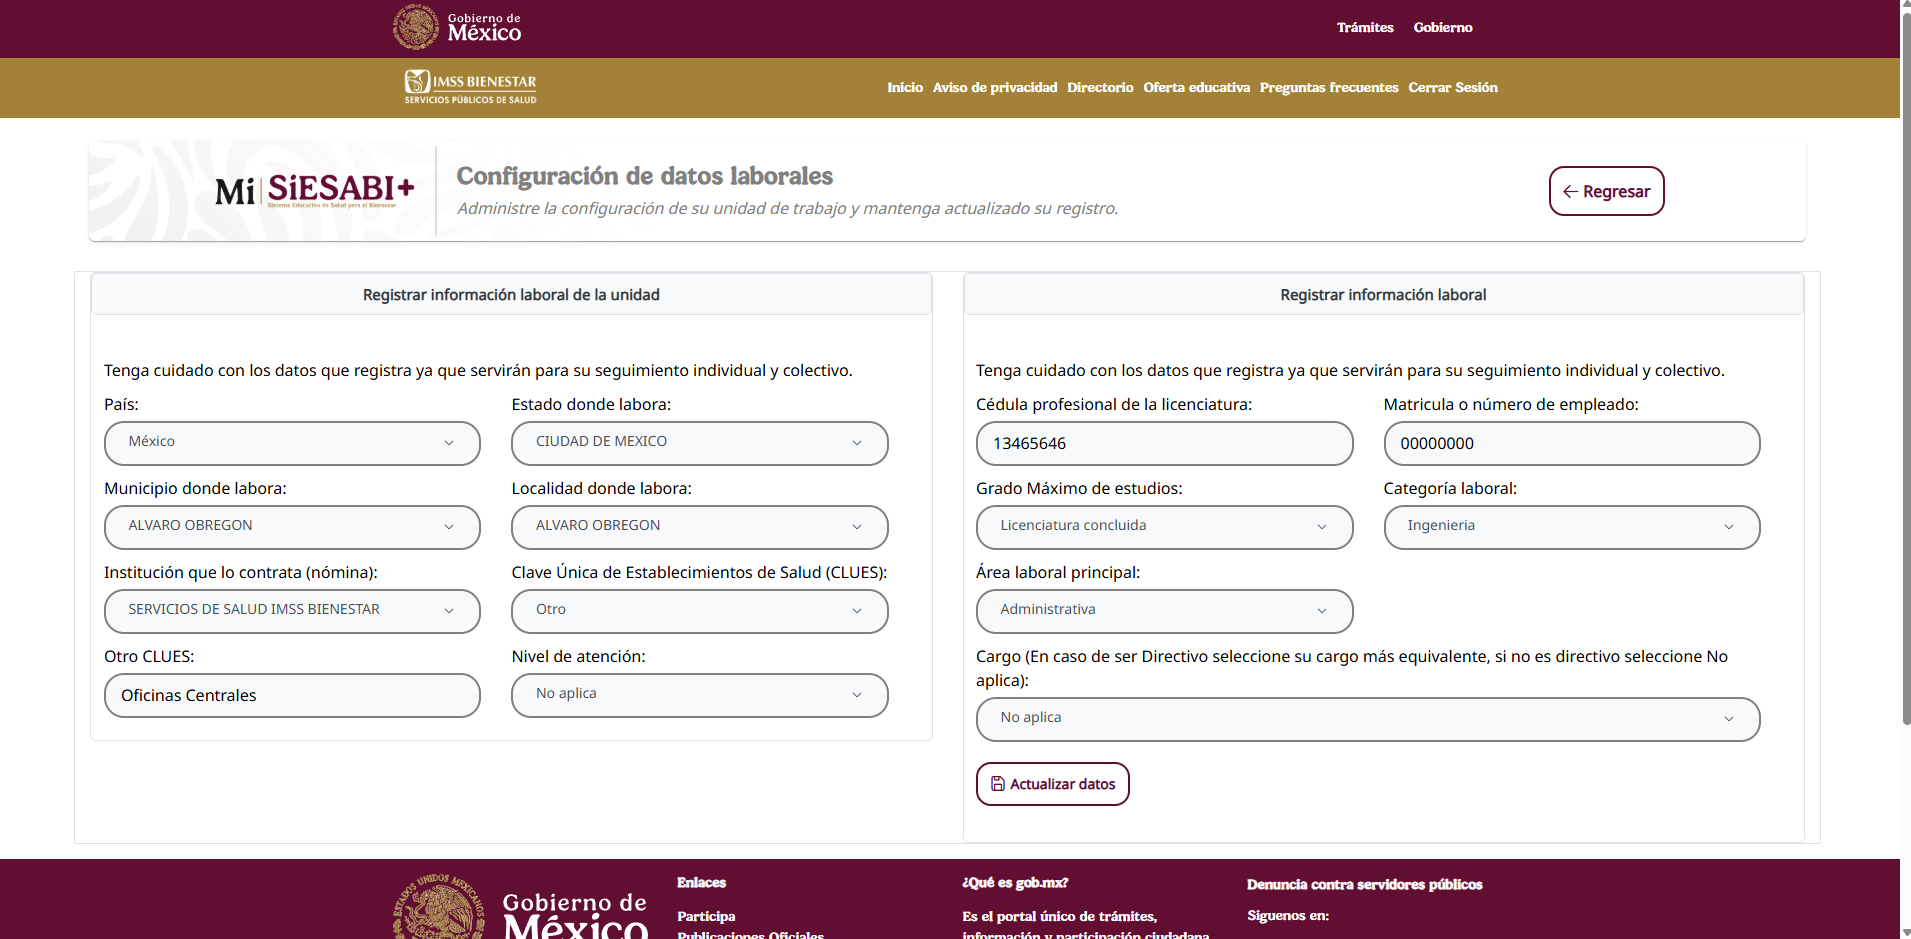 Gobierno de
México
Trámites Gobierno
IMSS BIENESTAR
SERVICIOS PÚBLICOS DE SALUD
Inicio Aviso de privacidad Directorio Oferta educativa Preguntas frecuentes Cerrar Sesión
Mi SiESABI+
Sistema Educativo de Salud para el Bienestar
Configuración de datos laborales
Administre la configuración de su unidad de trabajo y mantenga actualizado su registro.
Regresar
Registrar información laboral de la unidad
Tenga cuidado con los datos que registra ya que servirán para su seguimiento individual y colectivo.
País:
México
Estado donde labora:
CIUDAD DE MEXICO
Municipio donde labora:
ALVARO OBREGON
Localidad donde labora:
ALVARO OBREGON
Institución que lo contrata (nómina):
SERVICIOS DE SALUD IMSS BIENESTAR
Clave Única de Establecimientos de Salud (CLUES):
Otro
Otro CLUES:
Oficinas Centrales
Nivel de atención:
No aplica
Registrar información laboral
Tenga cuidado con los datos que registra ya que servirán para su seguimiento individual y colectivo.
Cédula profesional de la licenciatura:
13465646
Matricula o número de empleado:
00000000
Grado Máximo de estudios:
Licenciatura concluida
Categoría laboral:
Ingenieria
Área laboral principal:
Administrativa
Cargo (En caso de ser Directivo seleccione su cargo más equivalente, si no es directivo seleccione No
aplica):
No aplica
Actualizar datos
ESTADOS UNIDOS MEXICANOS
Gobierno de
México
Enlaces
Participa
Publicaciones Oficiales
¿Qué es gob.mx?
Es el portal único de trámites,
información y participación ciudadana.
Denuncia contra servidores públicos
Siguenos en: